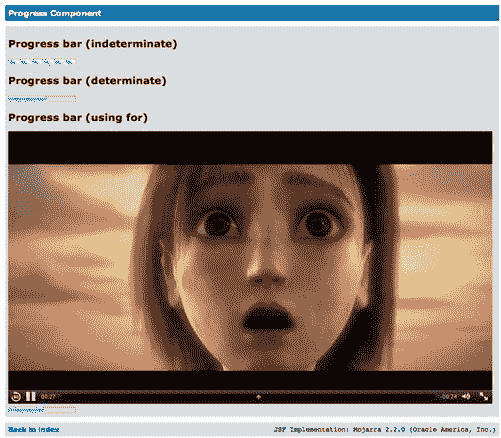 Progress Component
Progress bar (indeterminate)
Progress bar (determinate)
Progress bar (using for)
00:27
-00:24
Back to index
JSF Implementation: Mojarra 2.2.0 (Oracle America, Inc.)